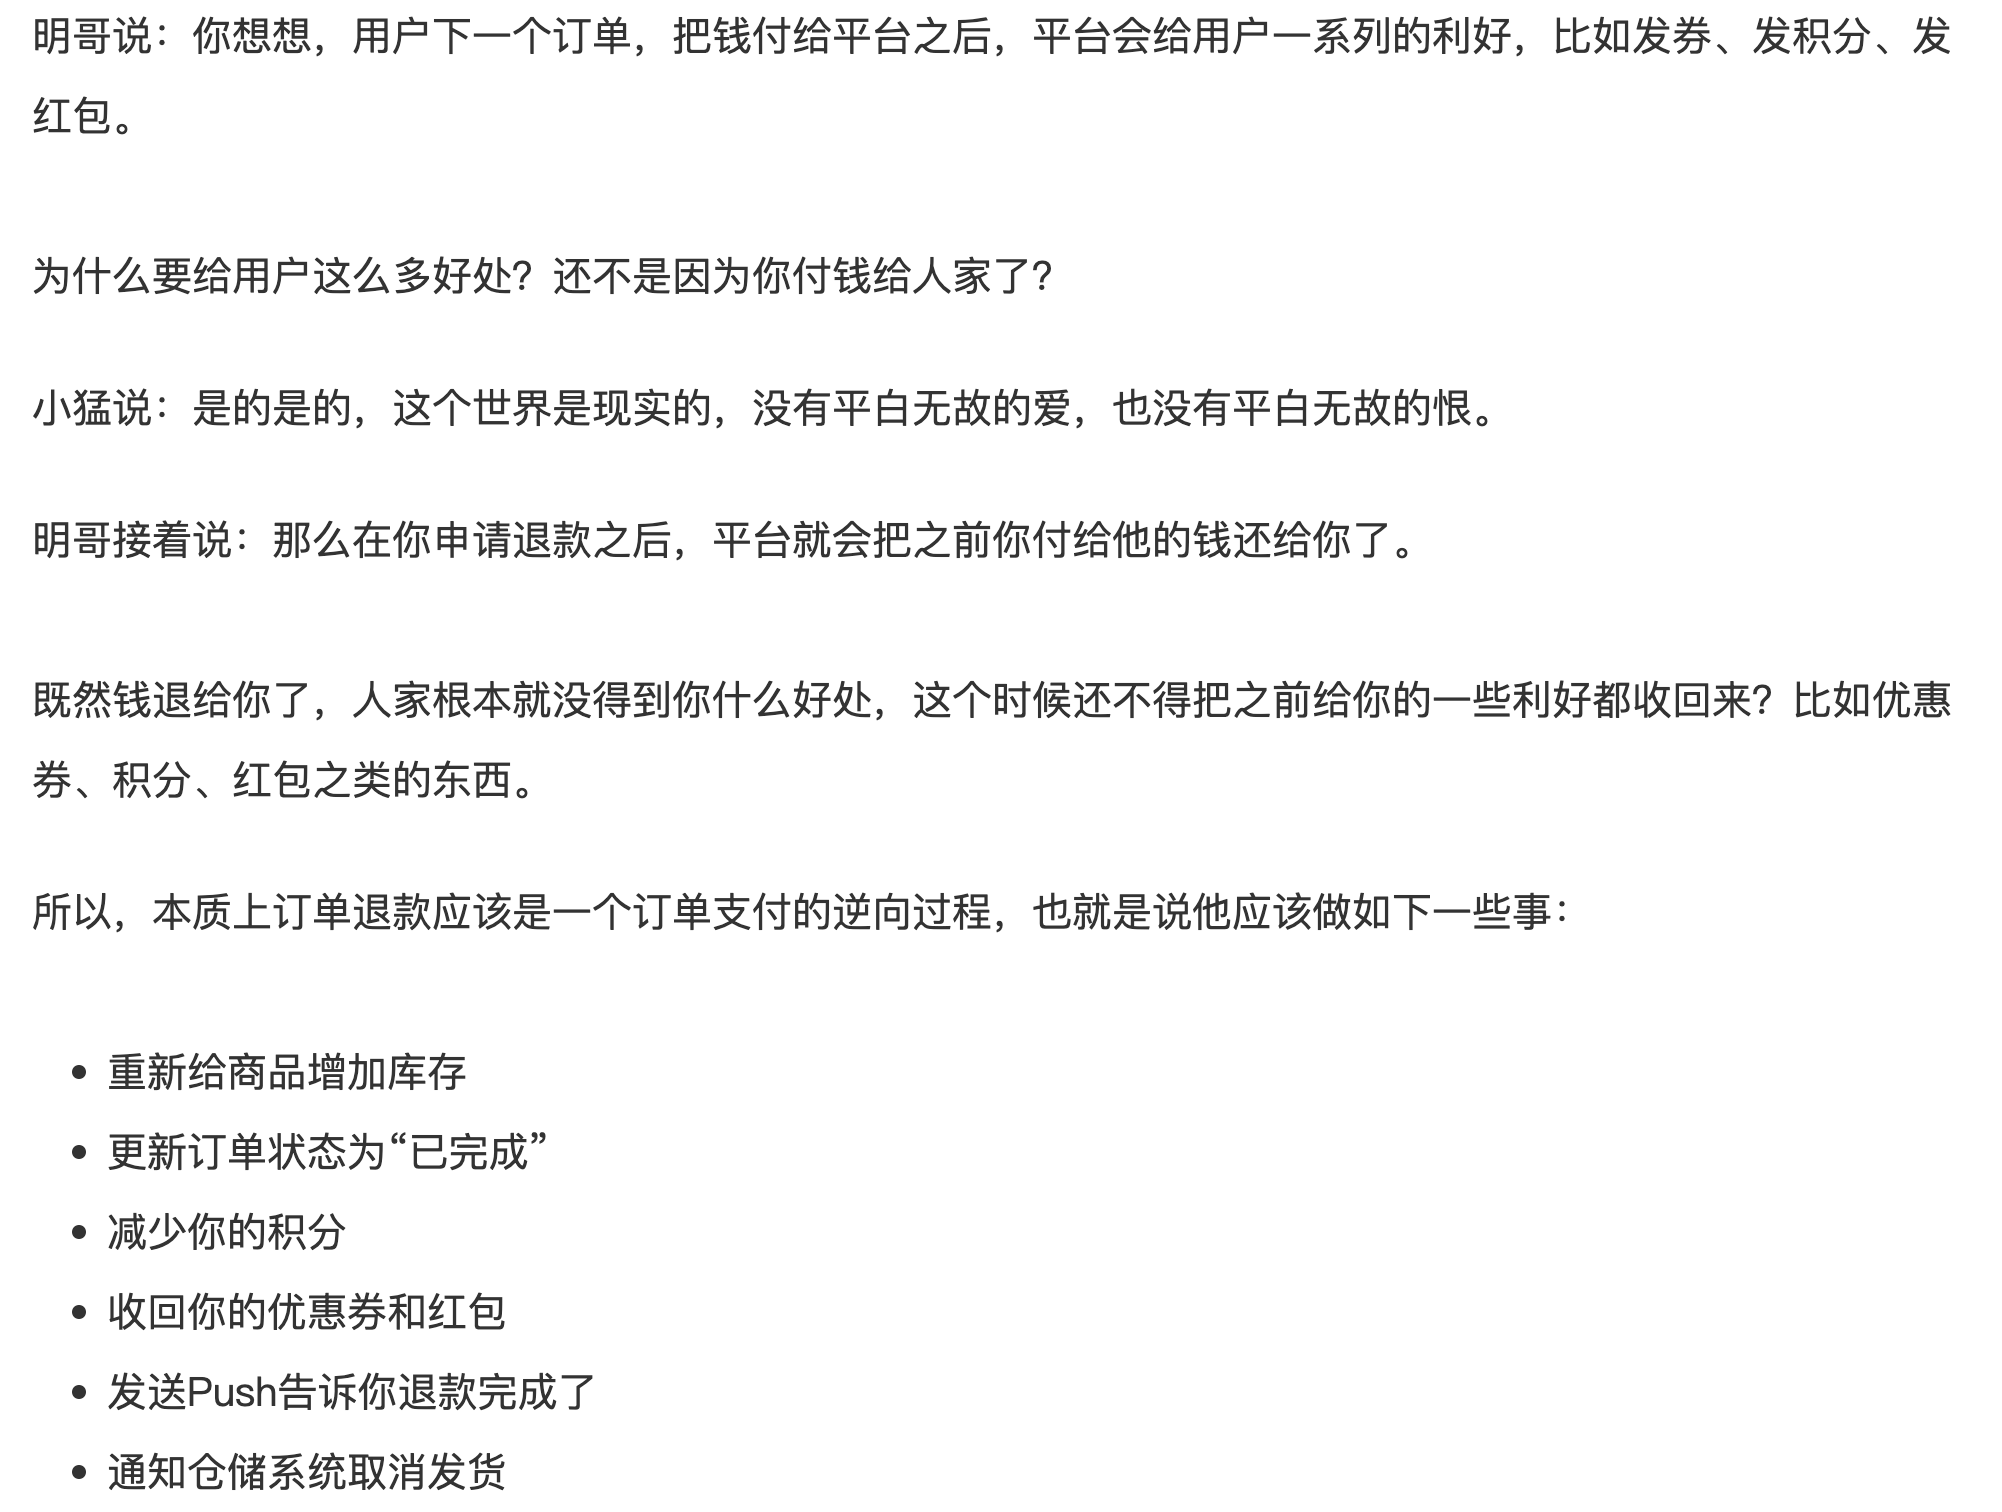 明哥说：你想想，用户下一个订单，把钱付给平台之后，平台会给用户一系列的利好，比如发券、发积分、发
红包。
为什么要给用户这么多好处？还不是因为你付钱给人家了？
小猛说：是的是的，这个世界是现实的，没有平白无故的爱，也没有平白无故的恨。
明哥接着说：那么在你申请退款之后，平台就会把之前你付给他的钱还给你了。
既然钱退给你了，人家根本就没得到你什么好处，这个时候还不得把之前给你的一些利好都收回来？比如优惠
券、积分、红包之类的东西。
所以，本质上订单退款应该是一个订单支付的逆向过程，也就是说他应该做如下一些事：
• 重新给商品增加库存
• 更新订单状态为“已完成”
• 减少你的积分
• 收回你的优惠券和红包
• 发送Push告诉你退款完成了
• 通知仓储系统取消发货